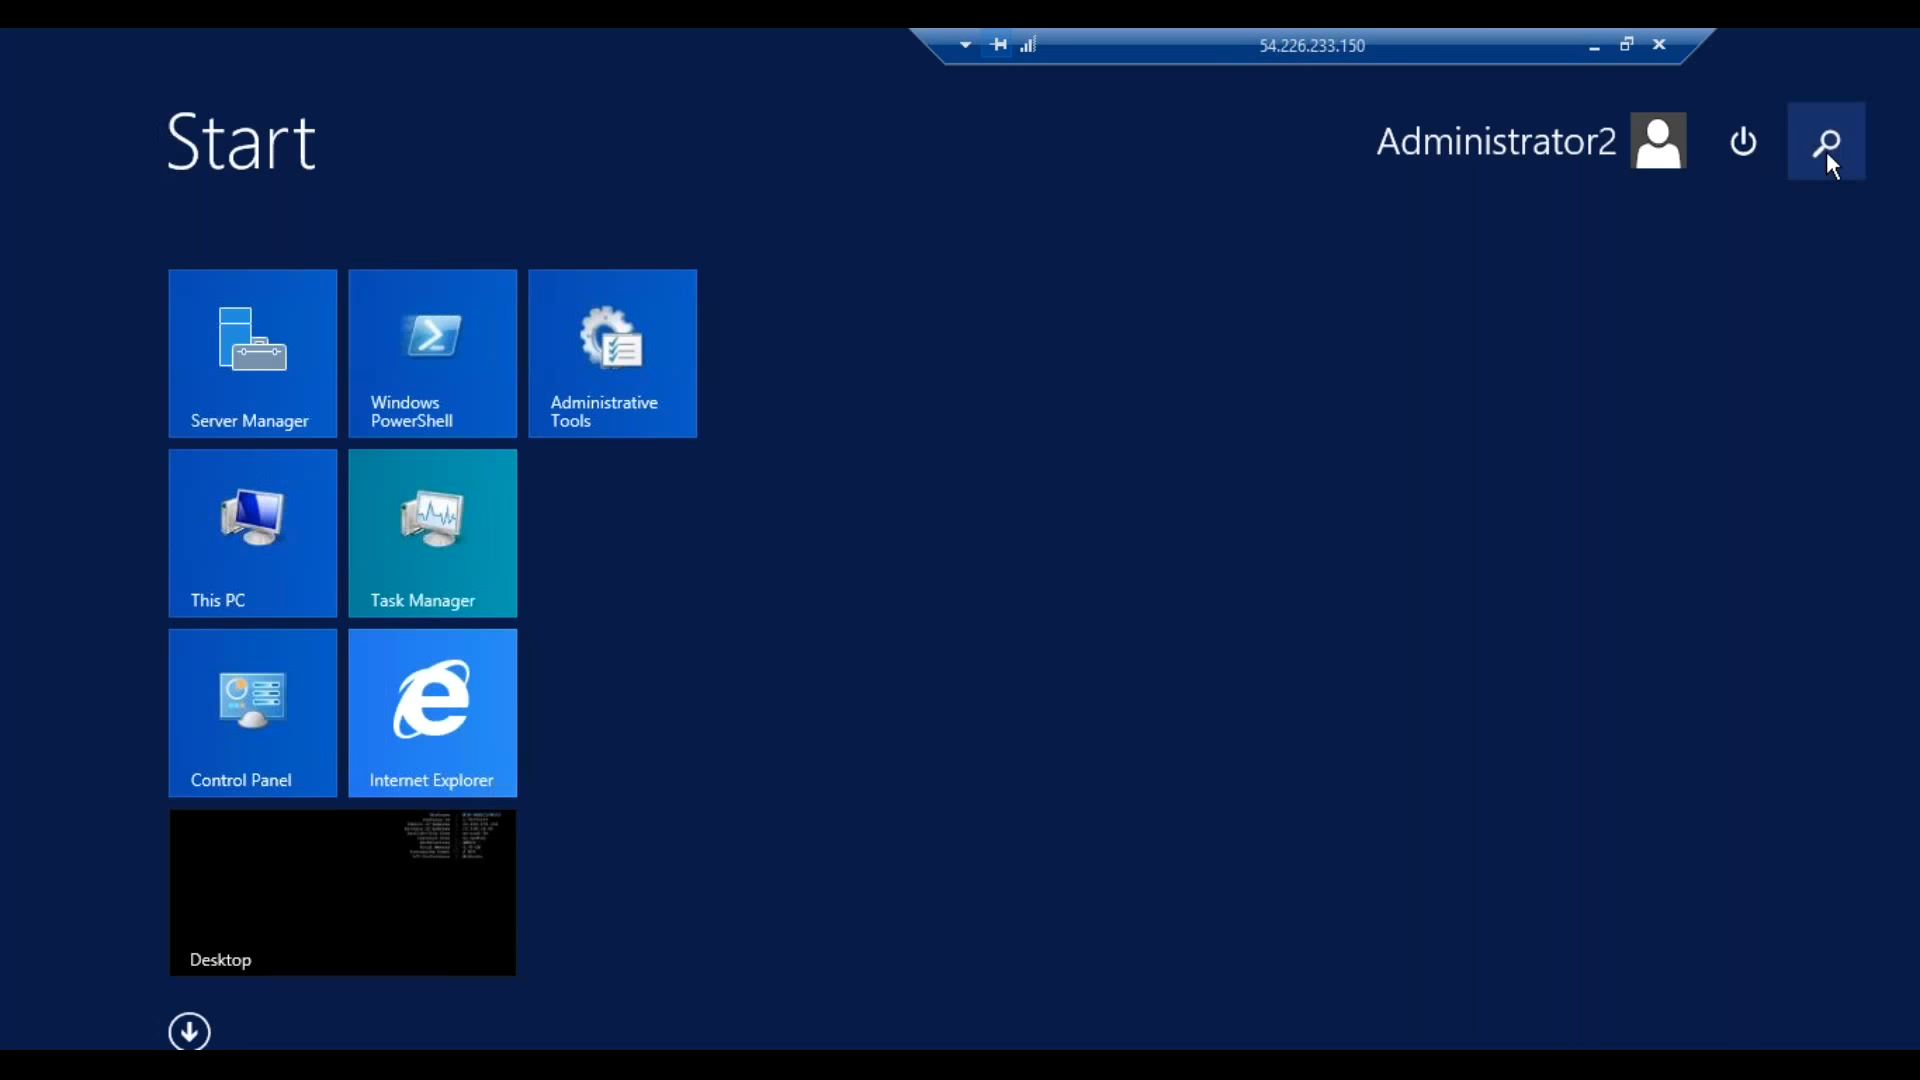 54.226.233.150
Start
Administrator2
Server Manager
Windows
PowerShell
Administrative
Tools
This PC
Task Manager
Control Panel
Internet Explorer
Desktop